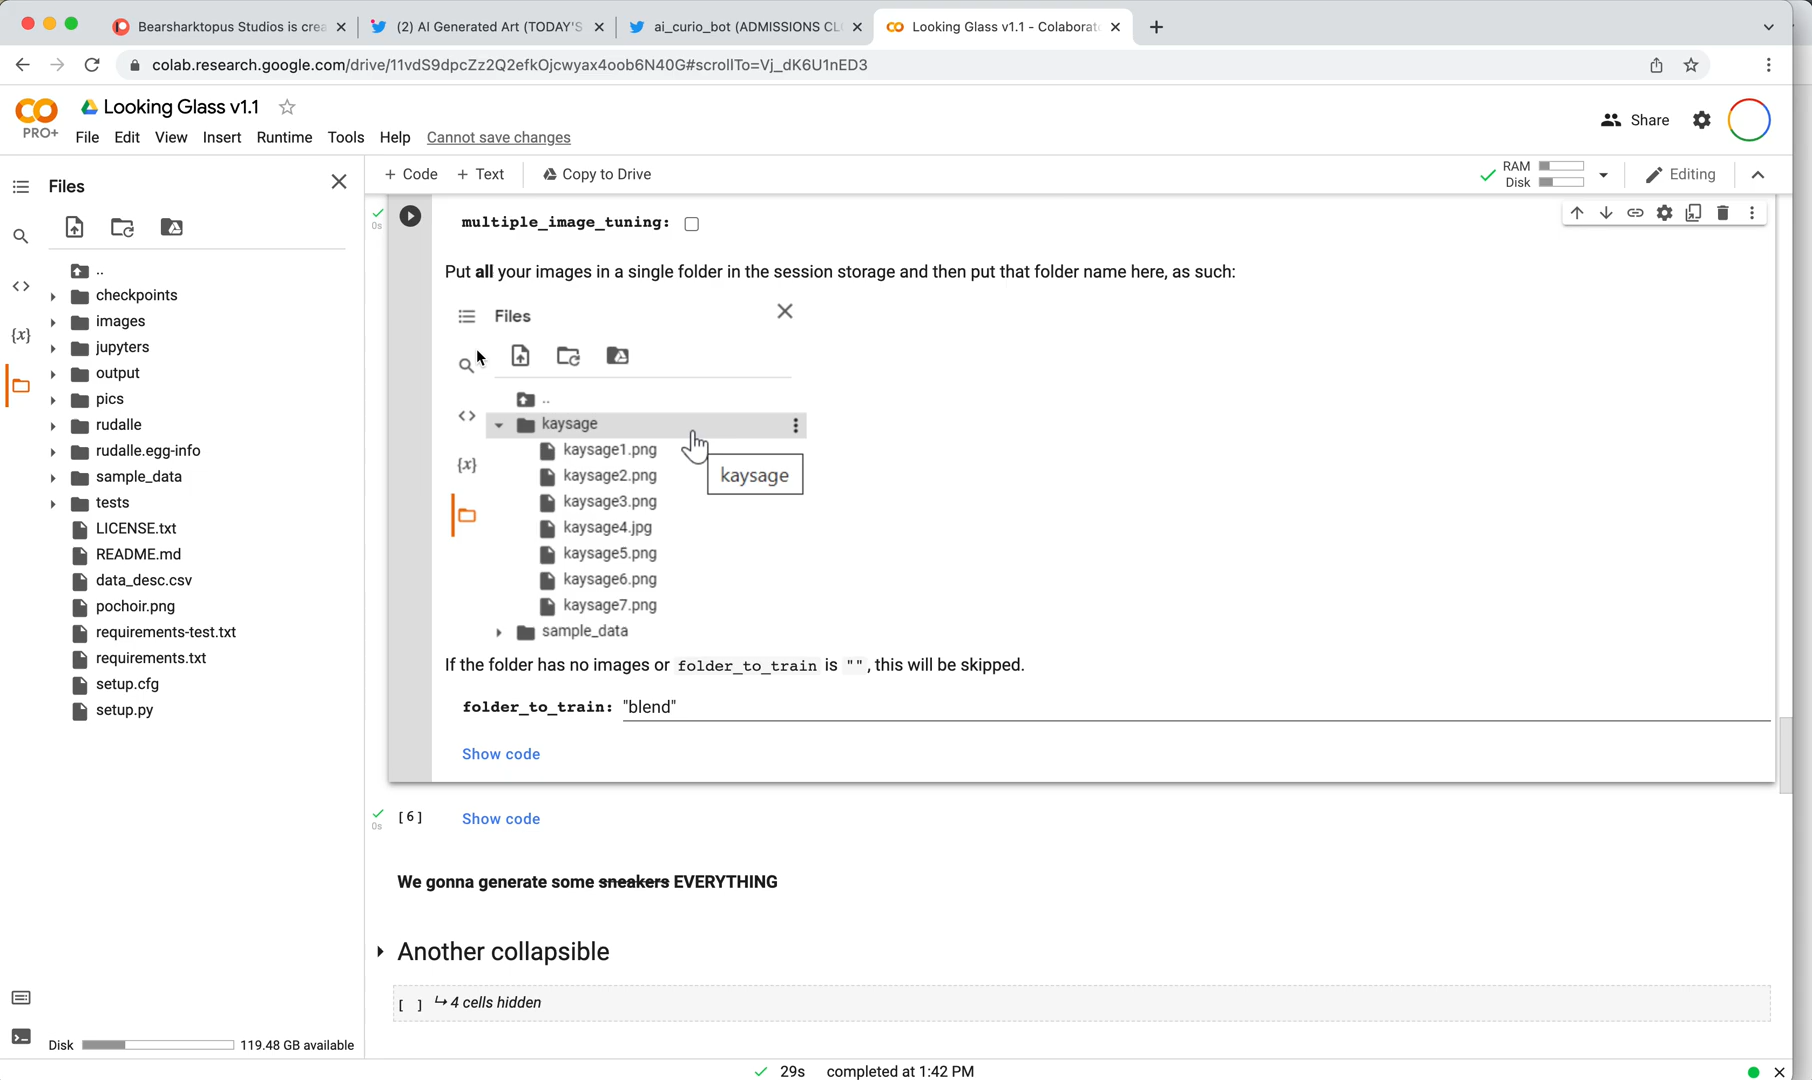 Bearsharktopus Studios is crea
(2) AI Generated Art (TODAY'S
ai_curio_bot (ADMISSIONS CL
Looking Glass v1.1 - Colaborat
colab.research.google.com/drive/11vdS9dpcZz2Q2efkOjcwyax4oob6N40G#scrollTo=Vj_dK6U1nED3
PRO+
Looking Glass v1.1
File Edit View Insert Runtime Tools Help Cannot save changes
Share
Files
+ Code + Text Copy to Drive
RAM
Disk
Editing
..
checkpoints
images
jupyters
output
pics
rudalle
rudalle.egg-info
sample_data
tests
LICENSE.txt
README.md
data_desc.csv
pochoir.png
requirements-test.txt
requirements.txt
setup.cfg
setup.py
Disk 119.48 GB available
0s
multiple_image_tuning:
Put all your images in a single folder in the session storage and then put that folder name here, as such:
Files
..
kaysage
kaysage1.png
kaysage
kaysage2.png
kaysage3.png
kaysage4.jpg
kaysage5.png
kaysage6.png
kaysage7.png
sample_data
{x}
{x}
If the folder has no images or folder_to_train is "", this will be skipped.
folder_to_train: "blend"
Show code
0s
[6] Show code
We gonna generate some sneakers EVERYTHING
Another collapsible
[ ] ↳ 4 cells hidden
29s completed at 1:42 PM